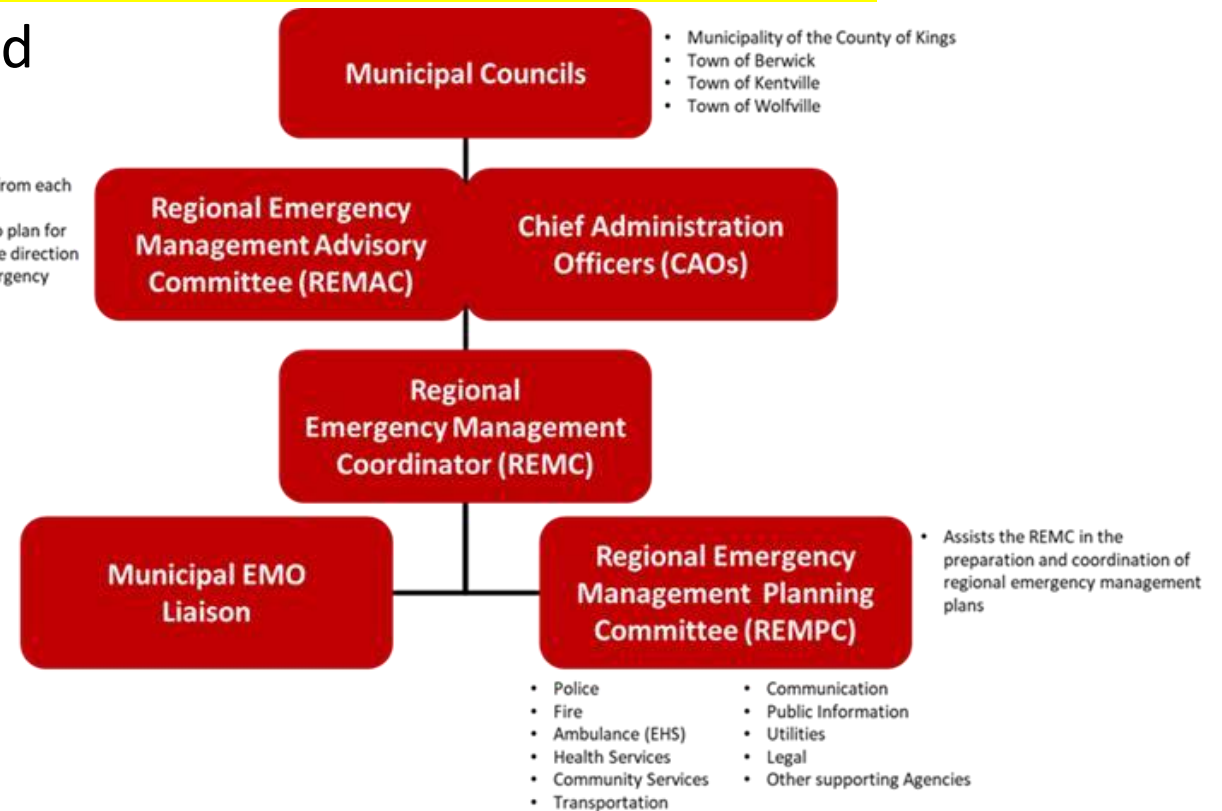 d
Municipal Councils
• Municipality of the County of Kings
• Town of Berwick
• Town of Kentville
• Town of Wolfville
from each
plan for
direction
Regional Emergency
Management Advisory
Committee (REMAC)
Chief Administration
Officers (CAOs)
Regional
Emergency Management
Coordinator (REMC)
Municipal EMO
Liaison
Regional Emergency
Management Planning
Committee (REMPC)
• Assists the REMC in the
preparation and coordination of
regional emergency management
plans
• Police
• Fire
• Ambulance (EHS)
• Health Services
• Community Services
• Transportation
• Communication
• Public Information
• Utilities
• Legal
• Other supporting Agencies